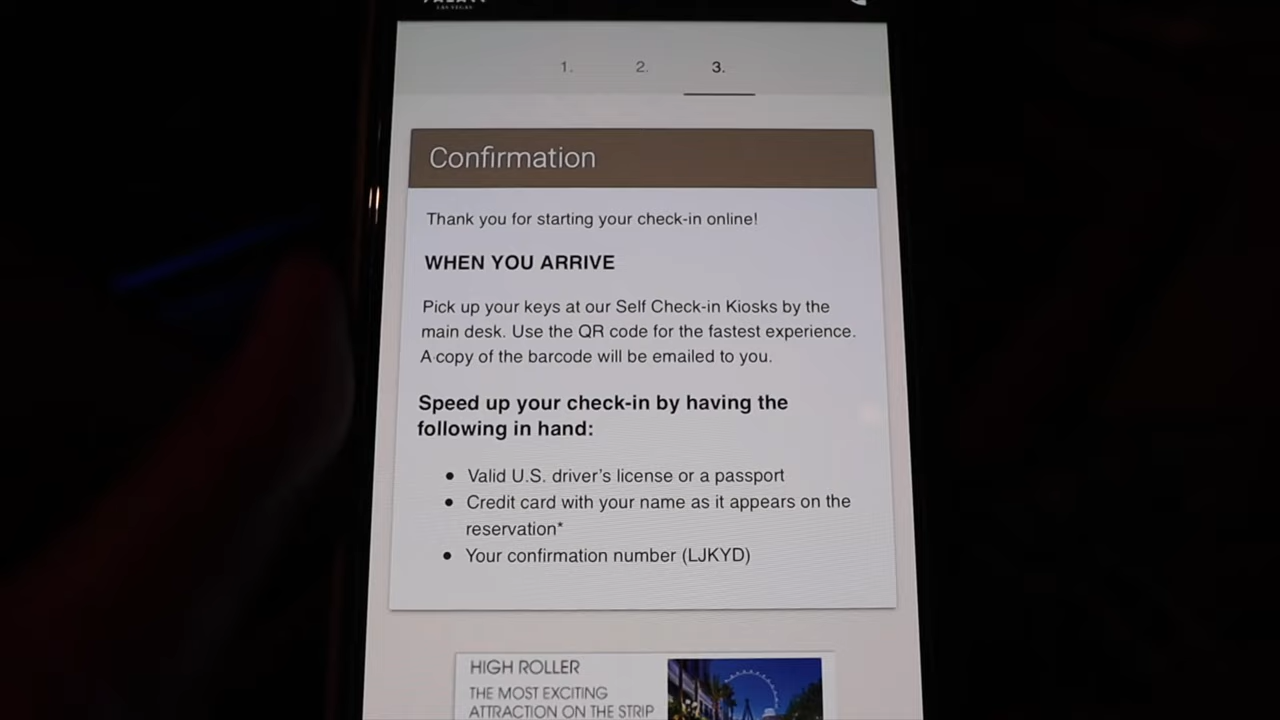 LAS VEGAS
1. 2. 3.
Confirmation
Thank you for starting your check-in online!
WHEN YOU ARRIVE
Pick up your keys at our Self Check-in Kiosks by the
main desk. Use the QR code for the fastest experience.
A copy of the barcode will be emailed to you.
Speed up your check-in by having the
following in hand:
• Valid U.S. driver's license or a passport
• Credit card with your name as it appears on the
reservation*
• Your confirmation number (LJKYD)
HIGH ROLLER
THE MOST EXCITING
ATTRACTION ON THE STRIP